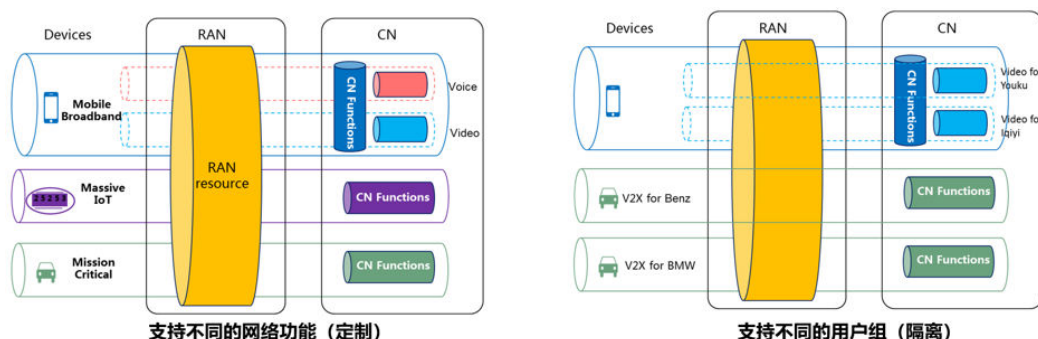 Devices
RAN
CN
Mobile
Broadband
CN Functions
Voice
Video
RAN
resource
25253
Massive
IoT
CN Functions
Mission
Critical
CN Functions
支持不同的网络功能（定制）
Devices
RAN
CN
CN Functions
Video fo
Youku
Video fo
Iqiyi
V2X for Benz
CN Functions
V2X for BMW
CN Functions
支持不同的用户组（隔离）